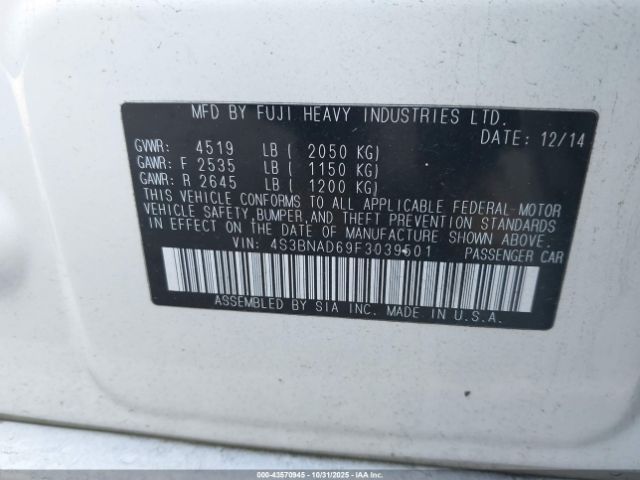 MFD BY FUJI HEAVY INDUSTRIES LTD.
DATE: 12/14
GVWR: 4519 LB ( 2050 KG)
GAWR: F 2535 LB ( 1150 KG)
GAWR: R 2645 LB ( 1200 KG)
THIS VEHICLE CONFORMS TO ALL APPLICABLE FEDERAL-MOTOR
VEHICLE SAFETY, BUMPER AND THEFT PREVENTION STANDARDS
IN EFFECT ON THE DATE OF MANUFACTURE SHOWN ABOVE.
VIN: 4S3BNAD69F3039501 PASSENGER CAR
ASSEMBLED BY SIA INC. MADE IN U.S.A.
000-43570945 - 10/31/2025 - IAAI.com